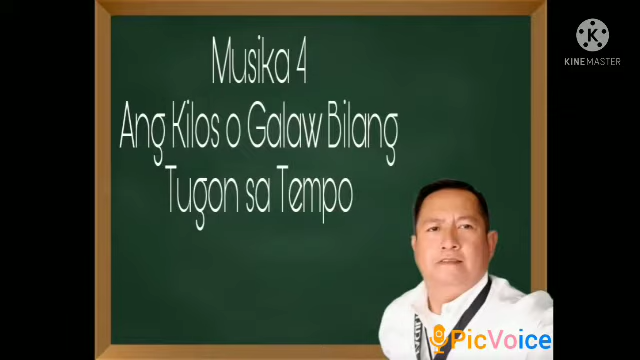 Musika 4
Ang Kilos o Galaw Bilang
Tugon sa Tempo
K
KINEMASTER
PicVoice